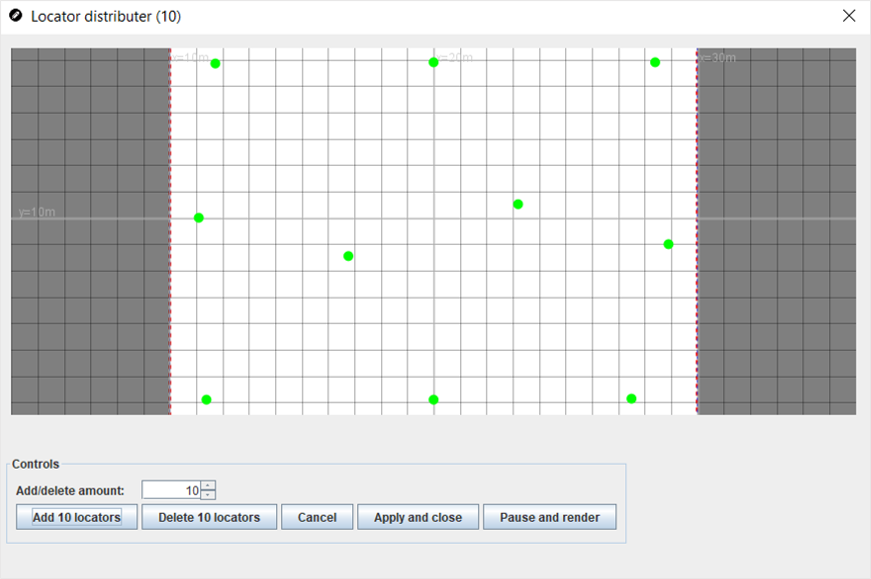 Locator distributer (10)
x=10m
x=20m
x=30m
y=10m
Controls
Add/delete amount:
10
Add 10 locators
Delete 10 locators
Cancel
Apply and close
Pause and render